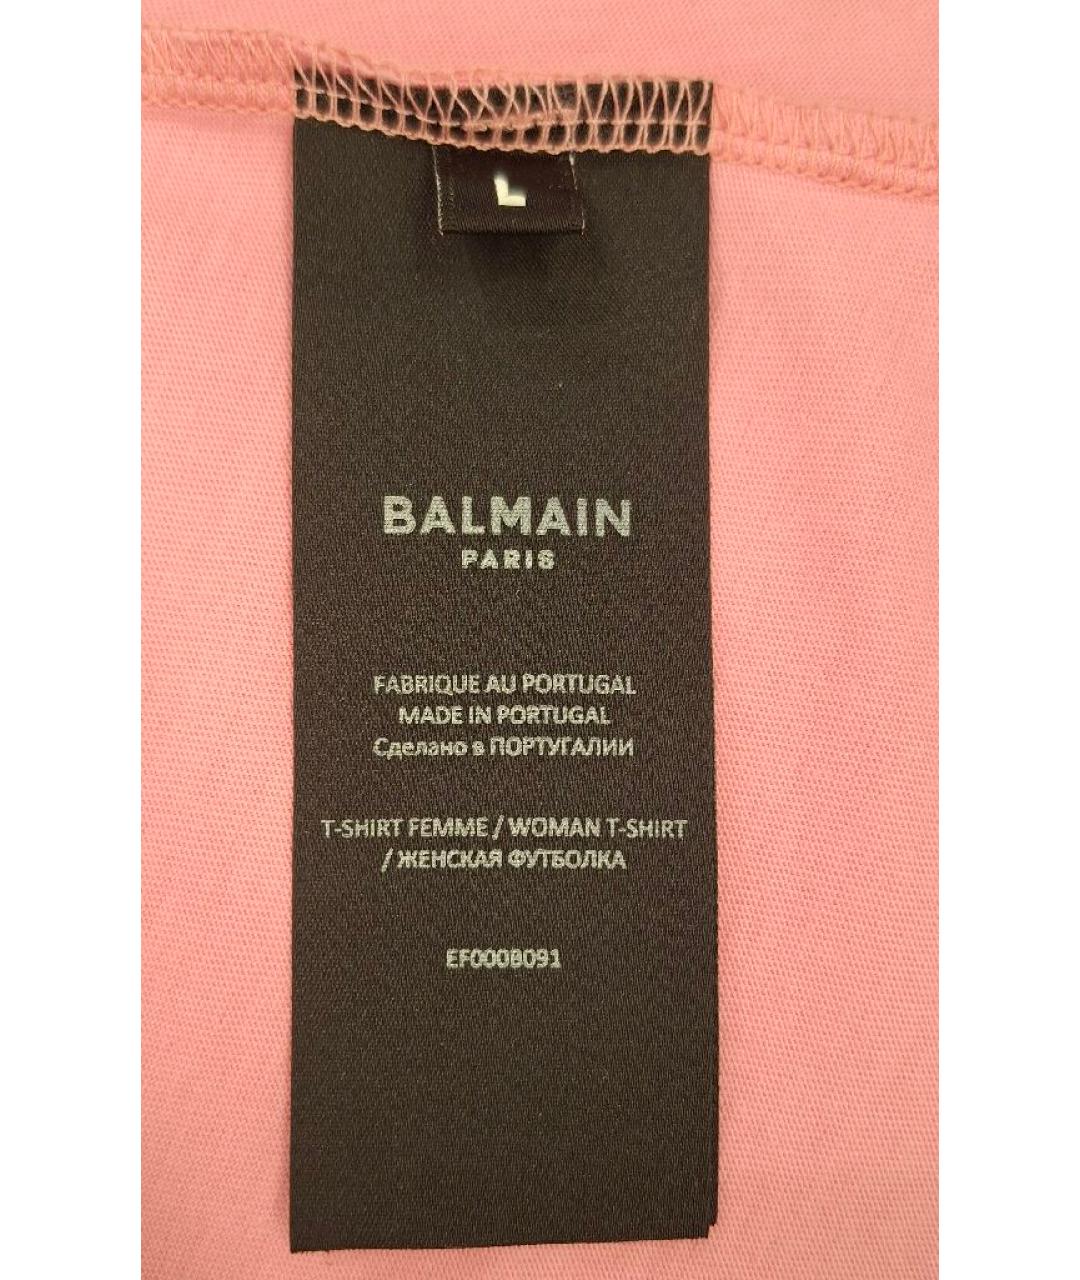 L
BALMAIN
PARIS
FABRIQUE AU PORTUGAL
MADE IN PORTUGAL
Сделано в ПОРТУГАЛИИ
T-SHIRT FEMME / WOMAN T-SHIRT
/ ЖЕНСКАЯ ФУТБОЛКА
EF000B091